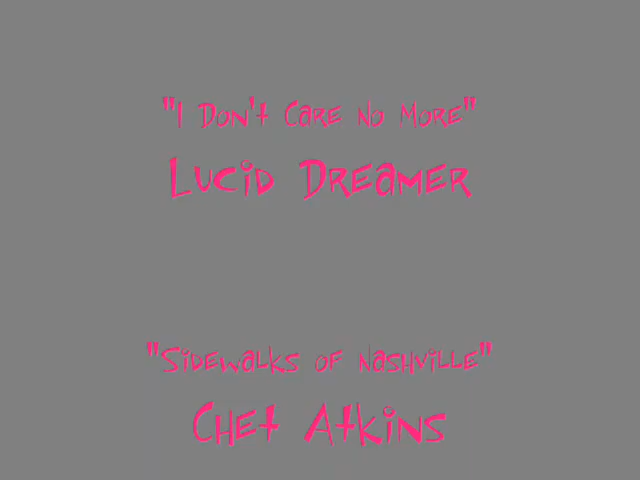 "I Don't Care No More"
Lucid Dreamer
"Sidewalks of Nashville"
Chet Atkins